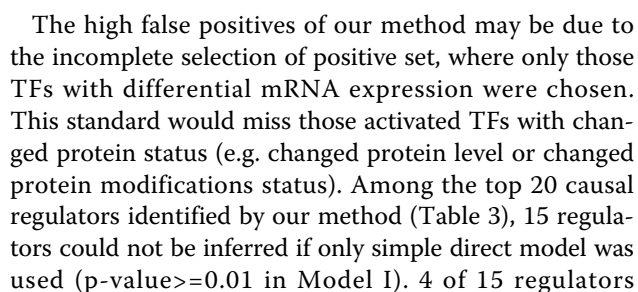 The high false positives of our method may be due to
the incomplete selection of positive set, where only those
TFs with differential mRNA expression were chosen.
This standard would miss those activated TFs with chan-
ged protein status (e.g. changed protein level or changed
protein modifications status). Among the top 20 causal
regulators identified by our method (Table 3), 15 regula-
tors could not be inferred if only simple direct model was
used (p-value>=0.01 in Model I). 4 of 15 regulators